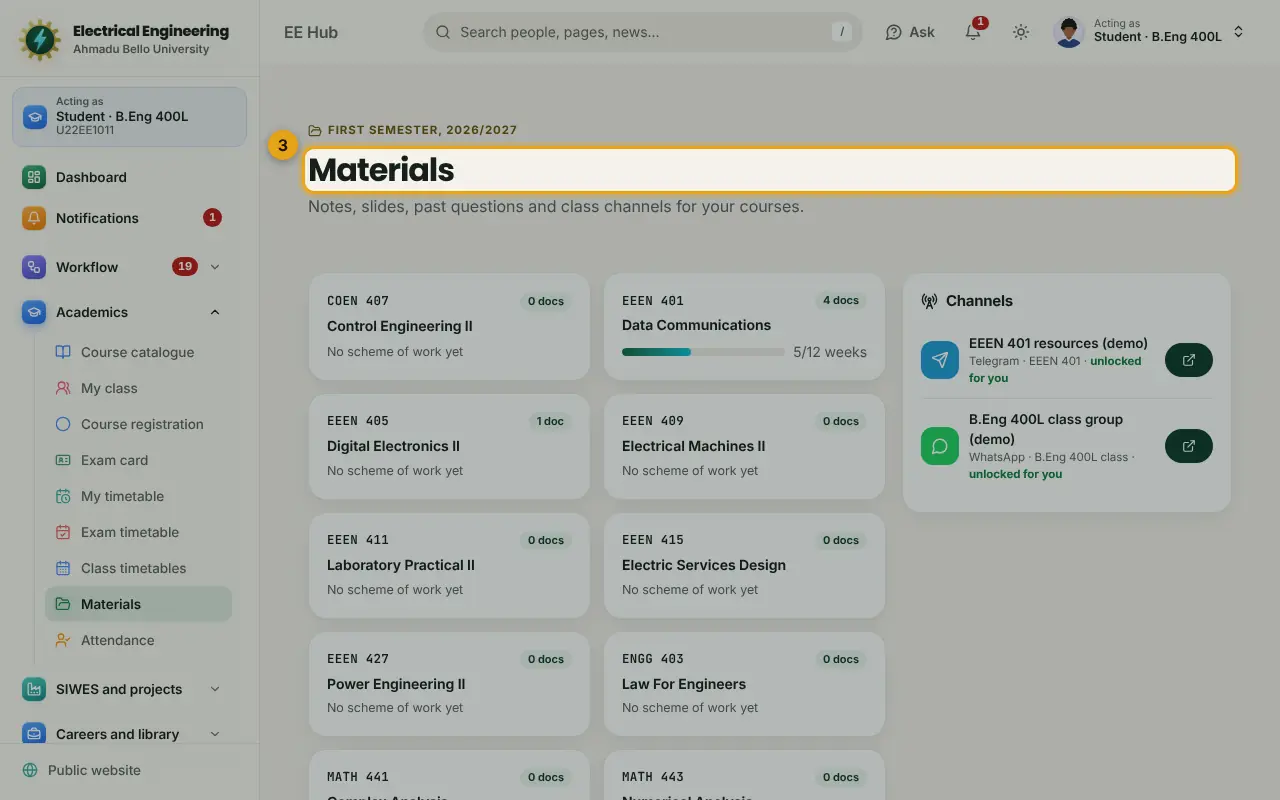 Electrical Engineering
Ahmadu Bello University
EE Hub
Search people, pages, news...
/
Ask
1
Acting as
Student · B.Eng 400L
Acting as
Student · B.Eng 400L
U22EE1011
Dashboard
Notifications
1
Workflow
19
Academics
Course catalogue
My class
Course registration
Exam card
My timetable
Exam timetable
Class timetables
Materials
Attendance
SIWES and projects
Careers and library
Public website
FIRST SEMESTER, 2026/2027
3
Materials
Notes, slides, past questions and class channels for your courses.
COEN 407
0 docs
Control Engineering II
No scheme of work yet
EEEN 401
4 docs
Data Communications
5/12 weeks
EEEN 405
1 doc
Digital Electronics II
No scheme of work yet
EEEN 409
0 docs
Electrical Machines II
No scheme of work yet
EEEN 411
0 docs
Laboratory Practical II
No scheme of work yet
EEEN 415
0 docs
Electric Services Design
No scheme of work yet
EEEN 427
0 docs
Power Engineering II
No scheme of work yet
ENGG 403
0 docs
Law For Engineers
No scheme of work yet
MATH 441
0 docs
Complex Analysis
MATH 443
0 docs
Numerical Analysis
Channels
EEEN 401 resources (demo)
Telegram · EEEN 401 · unlocked
for you
B.Eng 400L class group
(demo)
WhatsApp · B.Eng 400L class ·
unlocked for you